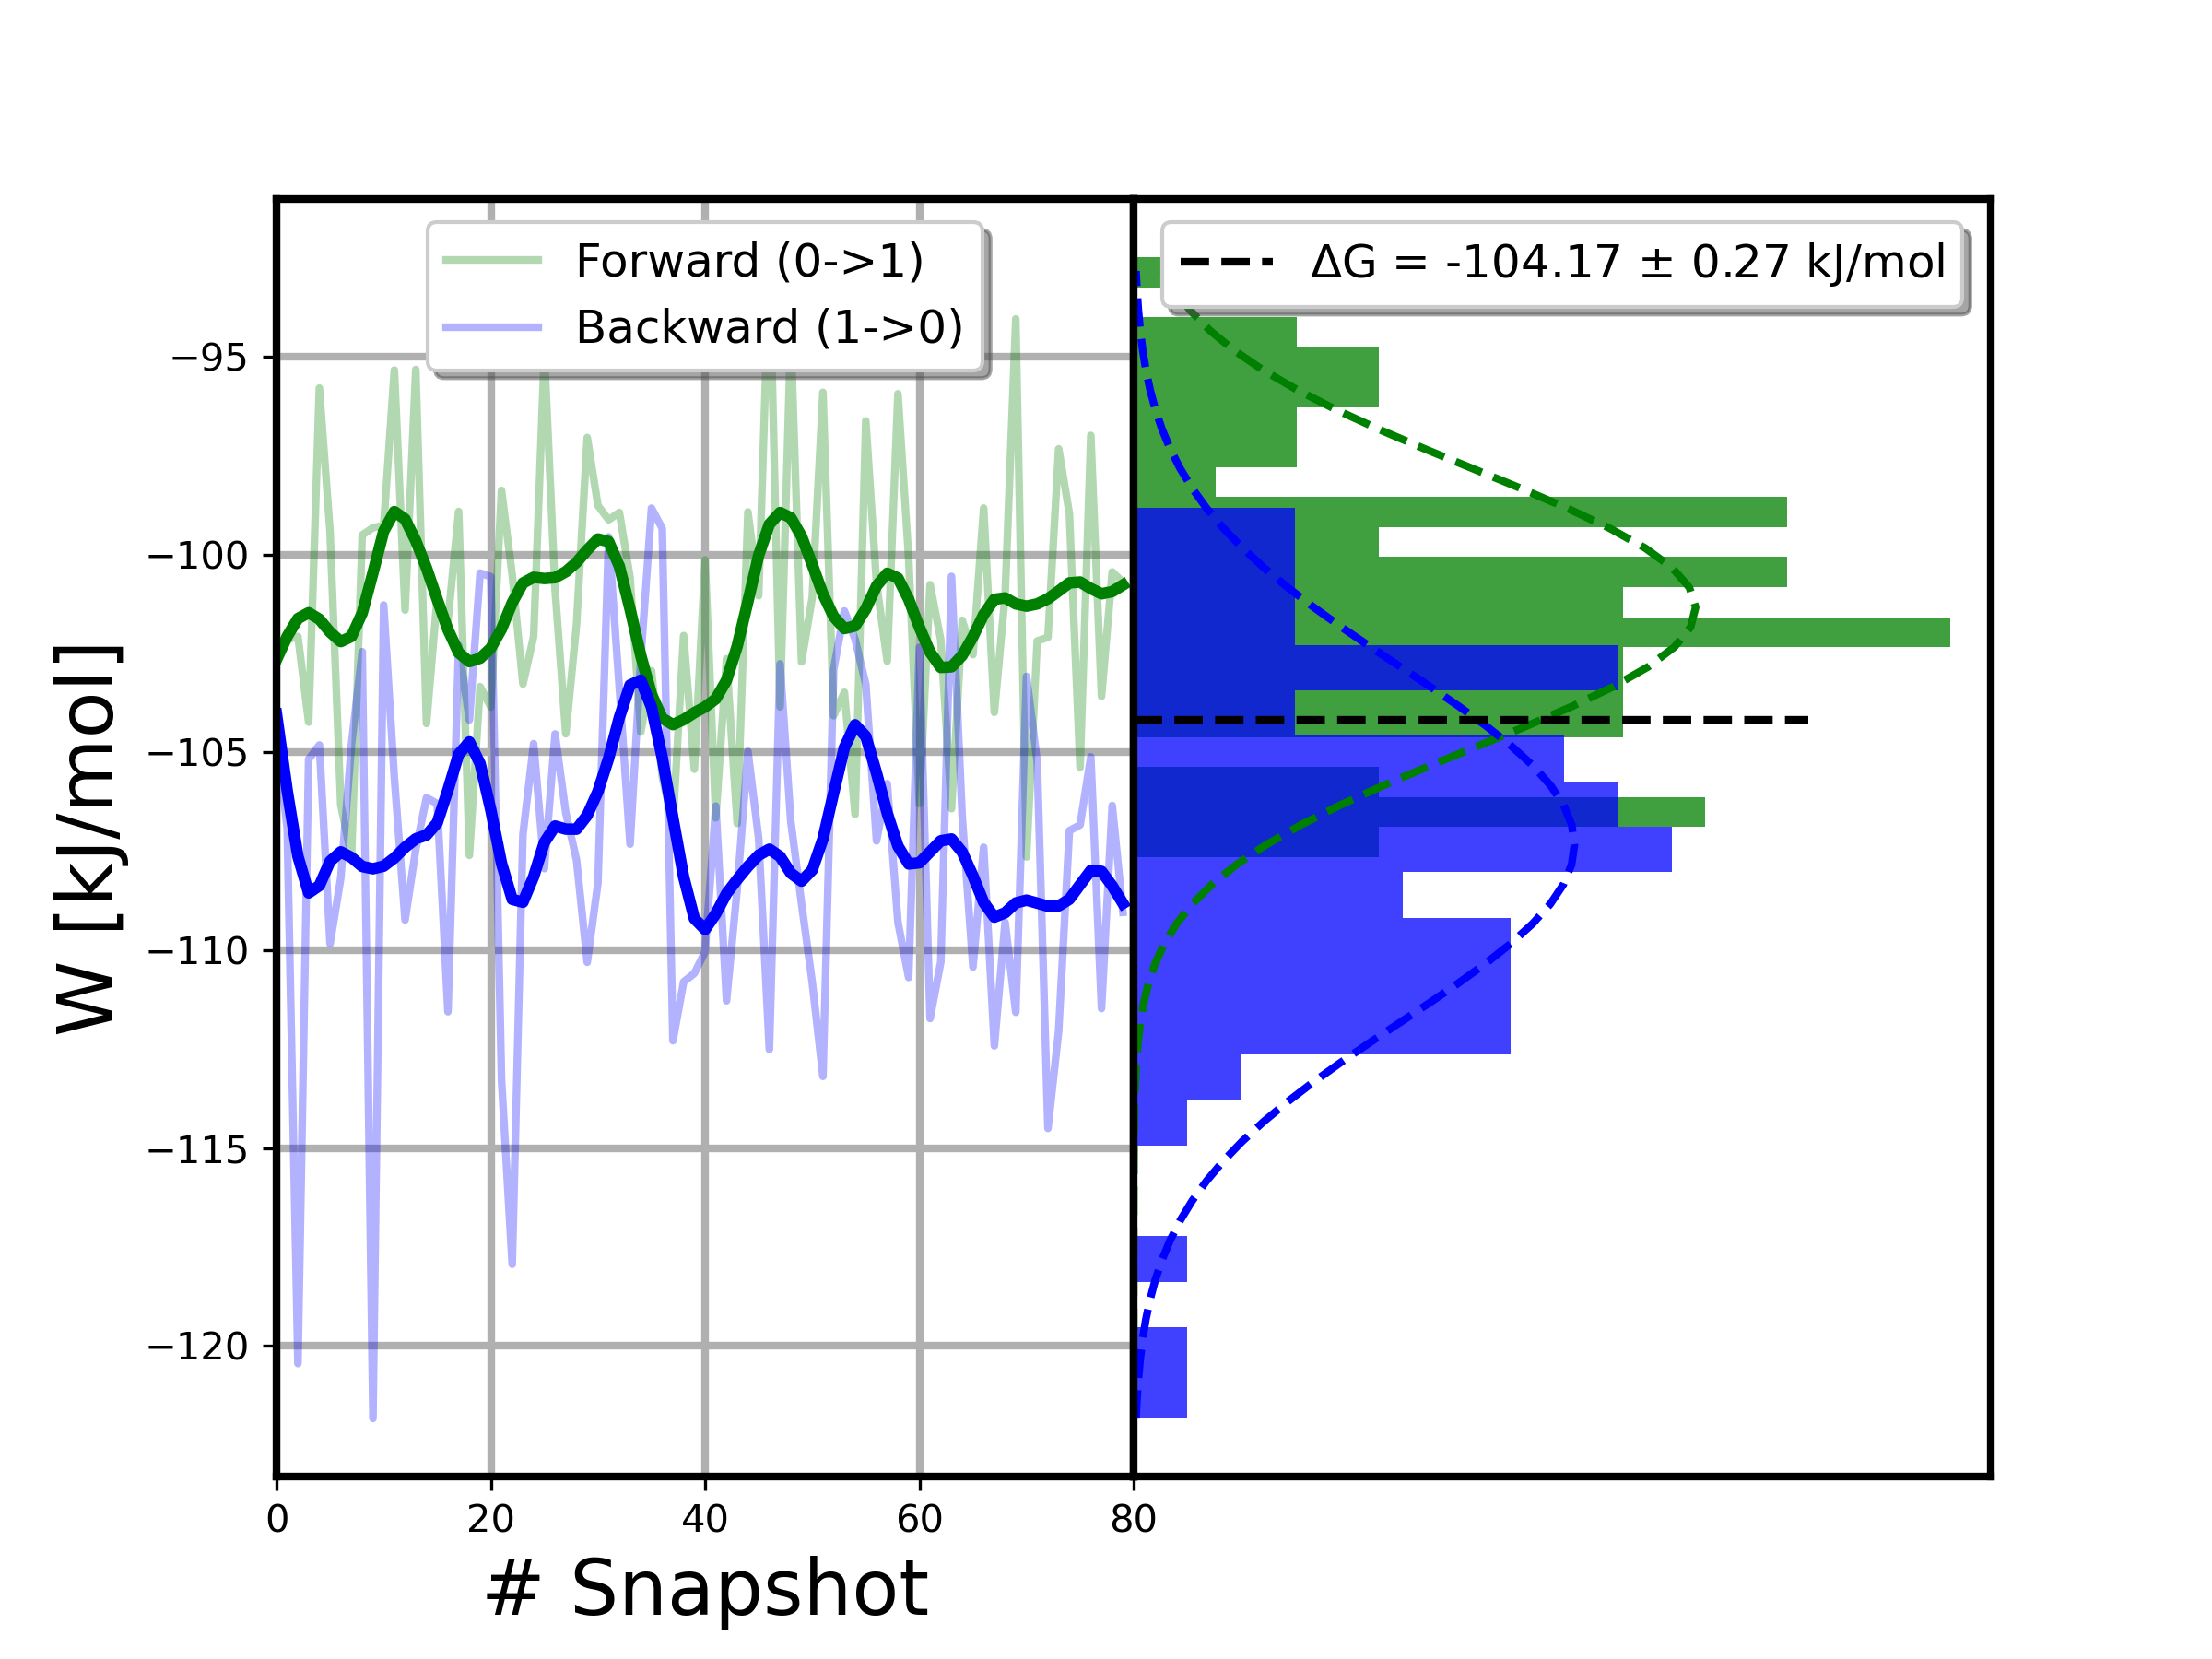 Forward (0->1)
Backward (1->0)
ΔG = -104.17 ± 0.27 kJ/mol
W [kJ/mol]
−95
−100
−105
−110
−115
−120
0 20 40 60 80
# Snapshot